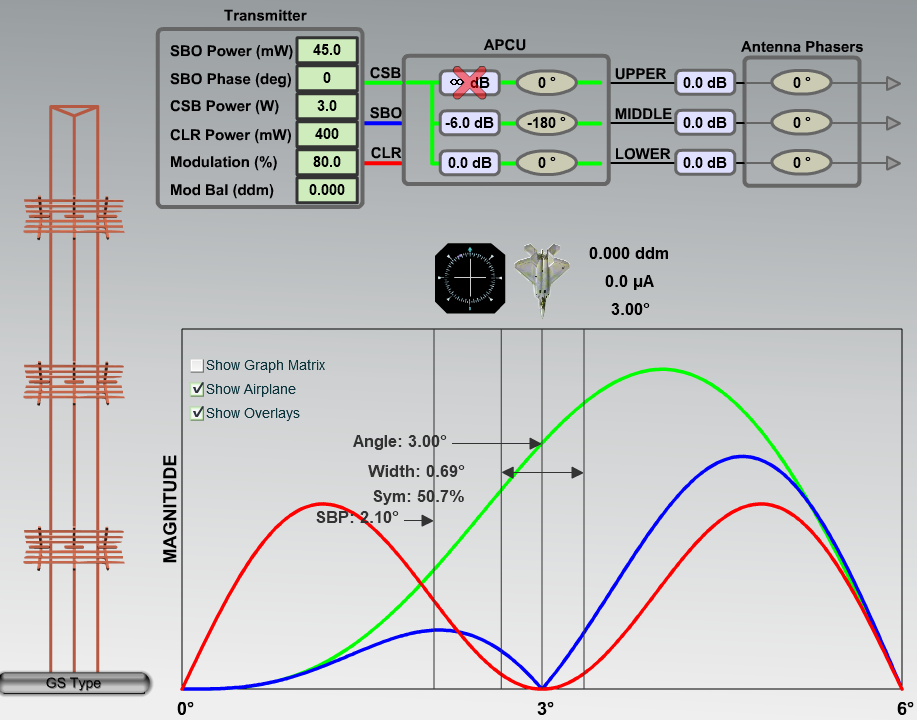 Transmitter
SBO Power (mW) 45.0
SBO Phase (deg) 0
CSB Power (W) 3.0
CLR Power (mW) 400
Modulation (%) 80.0
Mod Bal (ddm) 0.000
APCU
CSB ∞ dB 0 ° UPPER 0.0 dB
SBO -6.0 dB -180 ° MIDDLE 0.0 dB
CLR 0.0 dB 0 ° LOWER 0.0 dB
Antenna Phasers
0 °
0 °
0 °
0.000 ddm
0.0 µA
3.00°
Show Graph Matrix
Show Airplane
Show Overlays
Angle: 3.00°
Width: 0.69°
Sym: 50.7%
SBP: 2.10°
MAGNITUDE
GS Type
0° 3° 6°